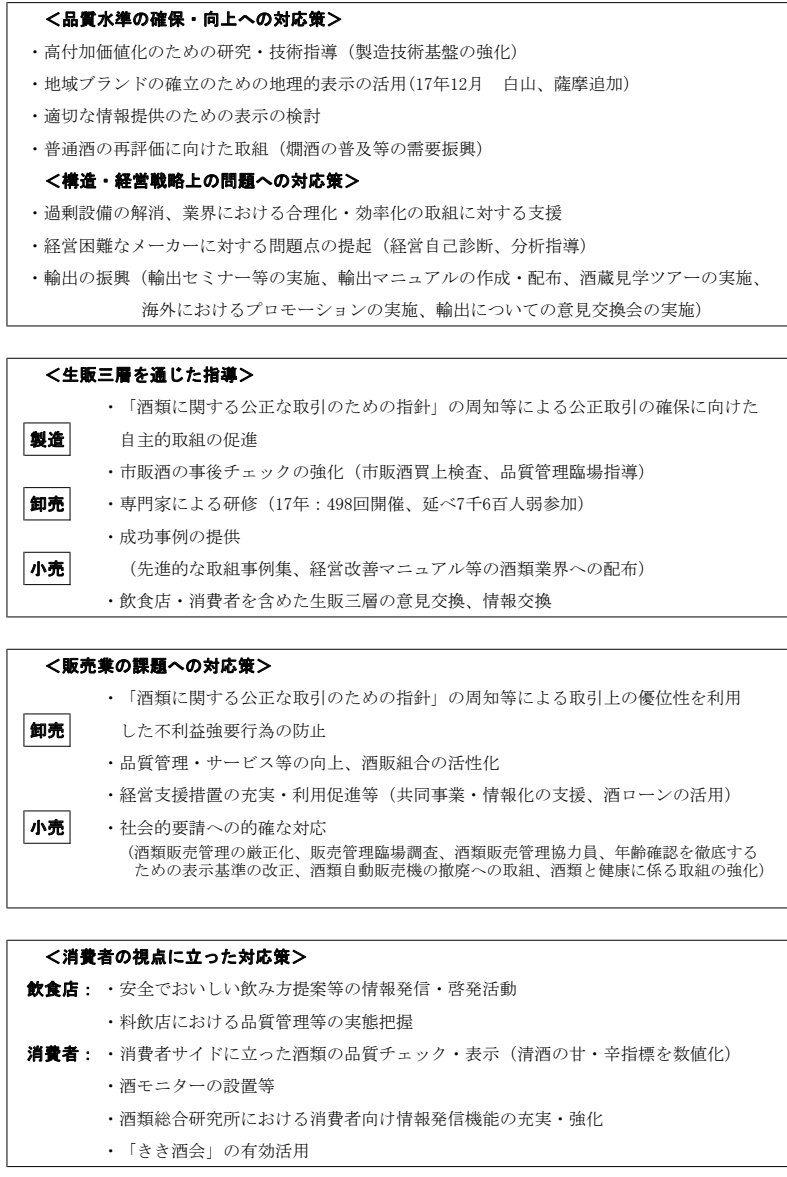 ＜品質水準の確保・向上への対応策＞
・高付加価値化のための研究・技術指導（製造技術基盤の強化）
・地域ブランドの確立のための地理的表示の活用(17年12月　白山、薩摩追加)
・適切な情報提供のための表示の検討
・普通酒の再評価に向けた取組（燗酒の普及等の需要振興）
＜構造・経営戦略上の問題への対応策＞
・過剰設備の解消、業界における合理化・効率化の取組に対する支援
・経営困難なメーカーに対する問題点の提起（経営自己診断、分析指導）
・輸出の振興（輸出セミナー等の実施、輸出マニュアルの作成・配布、酒蔵見学ツアーの実施、
海外におけるプロモーションの実施、輸出についての意見交換会の実施）
＜生販三層を通じた指導＞
・「酒類に関する公正な取引のための指針」の周知等による公正取引の確保に向けた
製造　自主的取組の促進
・市販酒の事後チェックの強化（市販酒買上検査、品質管理臨場指導）
卸売　・専門家による研修（17年：498回開催、延べ7千6百人弱参加）
・成功事例の提供
小売　（先進的な取組事例集、経営改善マニュアル等の酒類業界への配布）
・飲食店・消費者を含めた生販三層の意見交換、情報交換
＜販売業の課題への対応策＞
・「酒類に関する公正な取引のための指針」の周知等による取引上の優位性を利用
卸売　した不利益強要行為の防止
・品質管理・サービス等の向上、酒販組合の活性化
・経営支援措置の充実・利用促進等（共同事業・情報化の支援、酒ローンの活用）
小売　・社会的要請への的確な対応
（酒類販売管理の厳正化、販売管理臨場調査、酒類販売管理協力員、年齢確認を徹底する
ための表示基準の改正、酒類自動販売機の撤廃への取組、酒類と健康に係る取組の強化）
＜消費者の視点に立った対応策＞
飲食店：・安全でおいしい飲み方提案等の情報発信・啓発活動
・料飲店における品質管理等の実態把握
消費者：・消費者サイドに立った酒類の品質チェック・表示（清酒の甘・辛指標を数値化）
・酒モニターの設置等
・酒類総合研究所における消費者向け情報発信機能の充実・強化
・「きき酒会」の有効活用